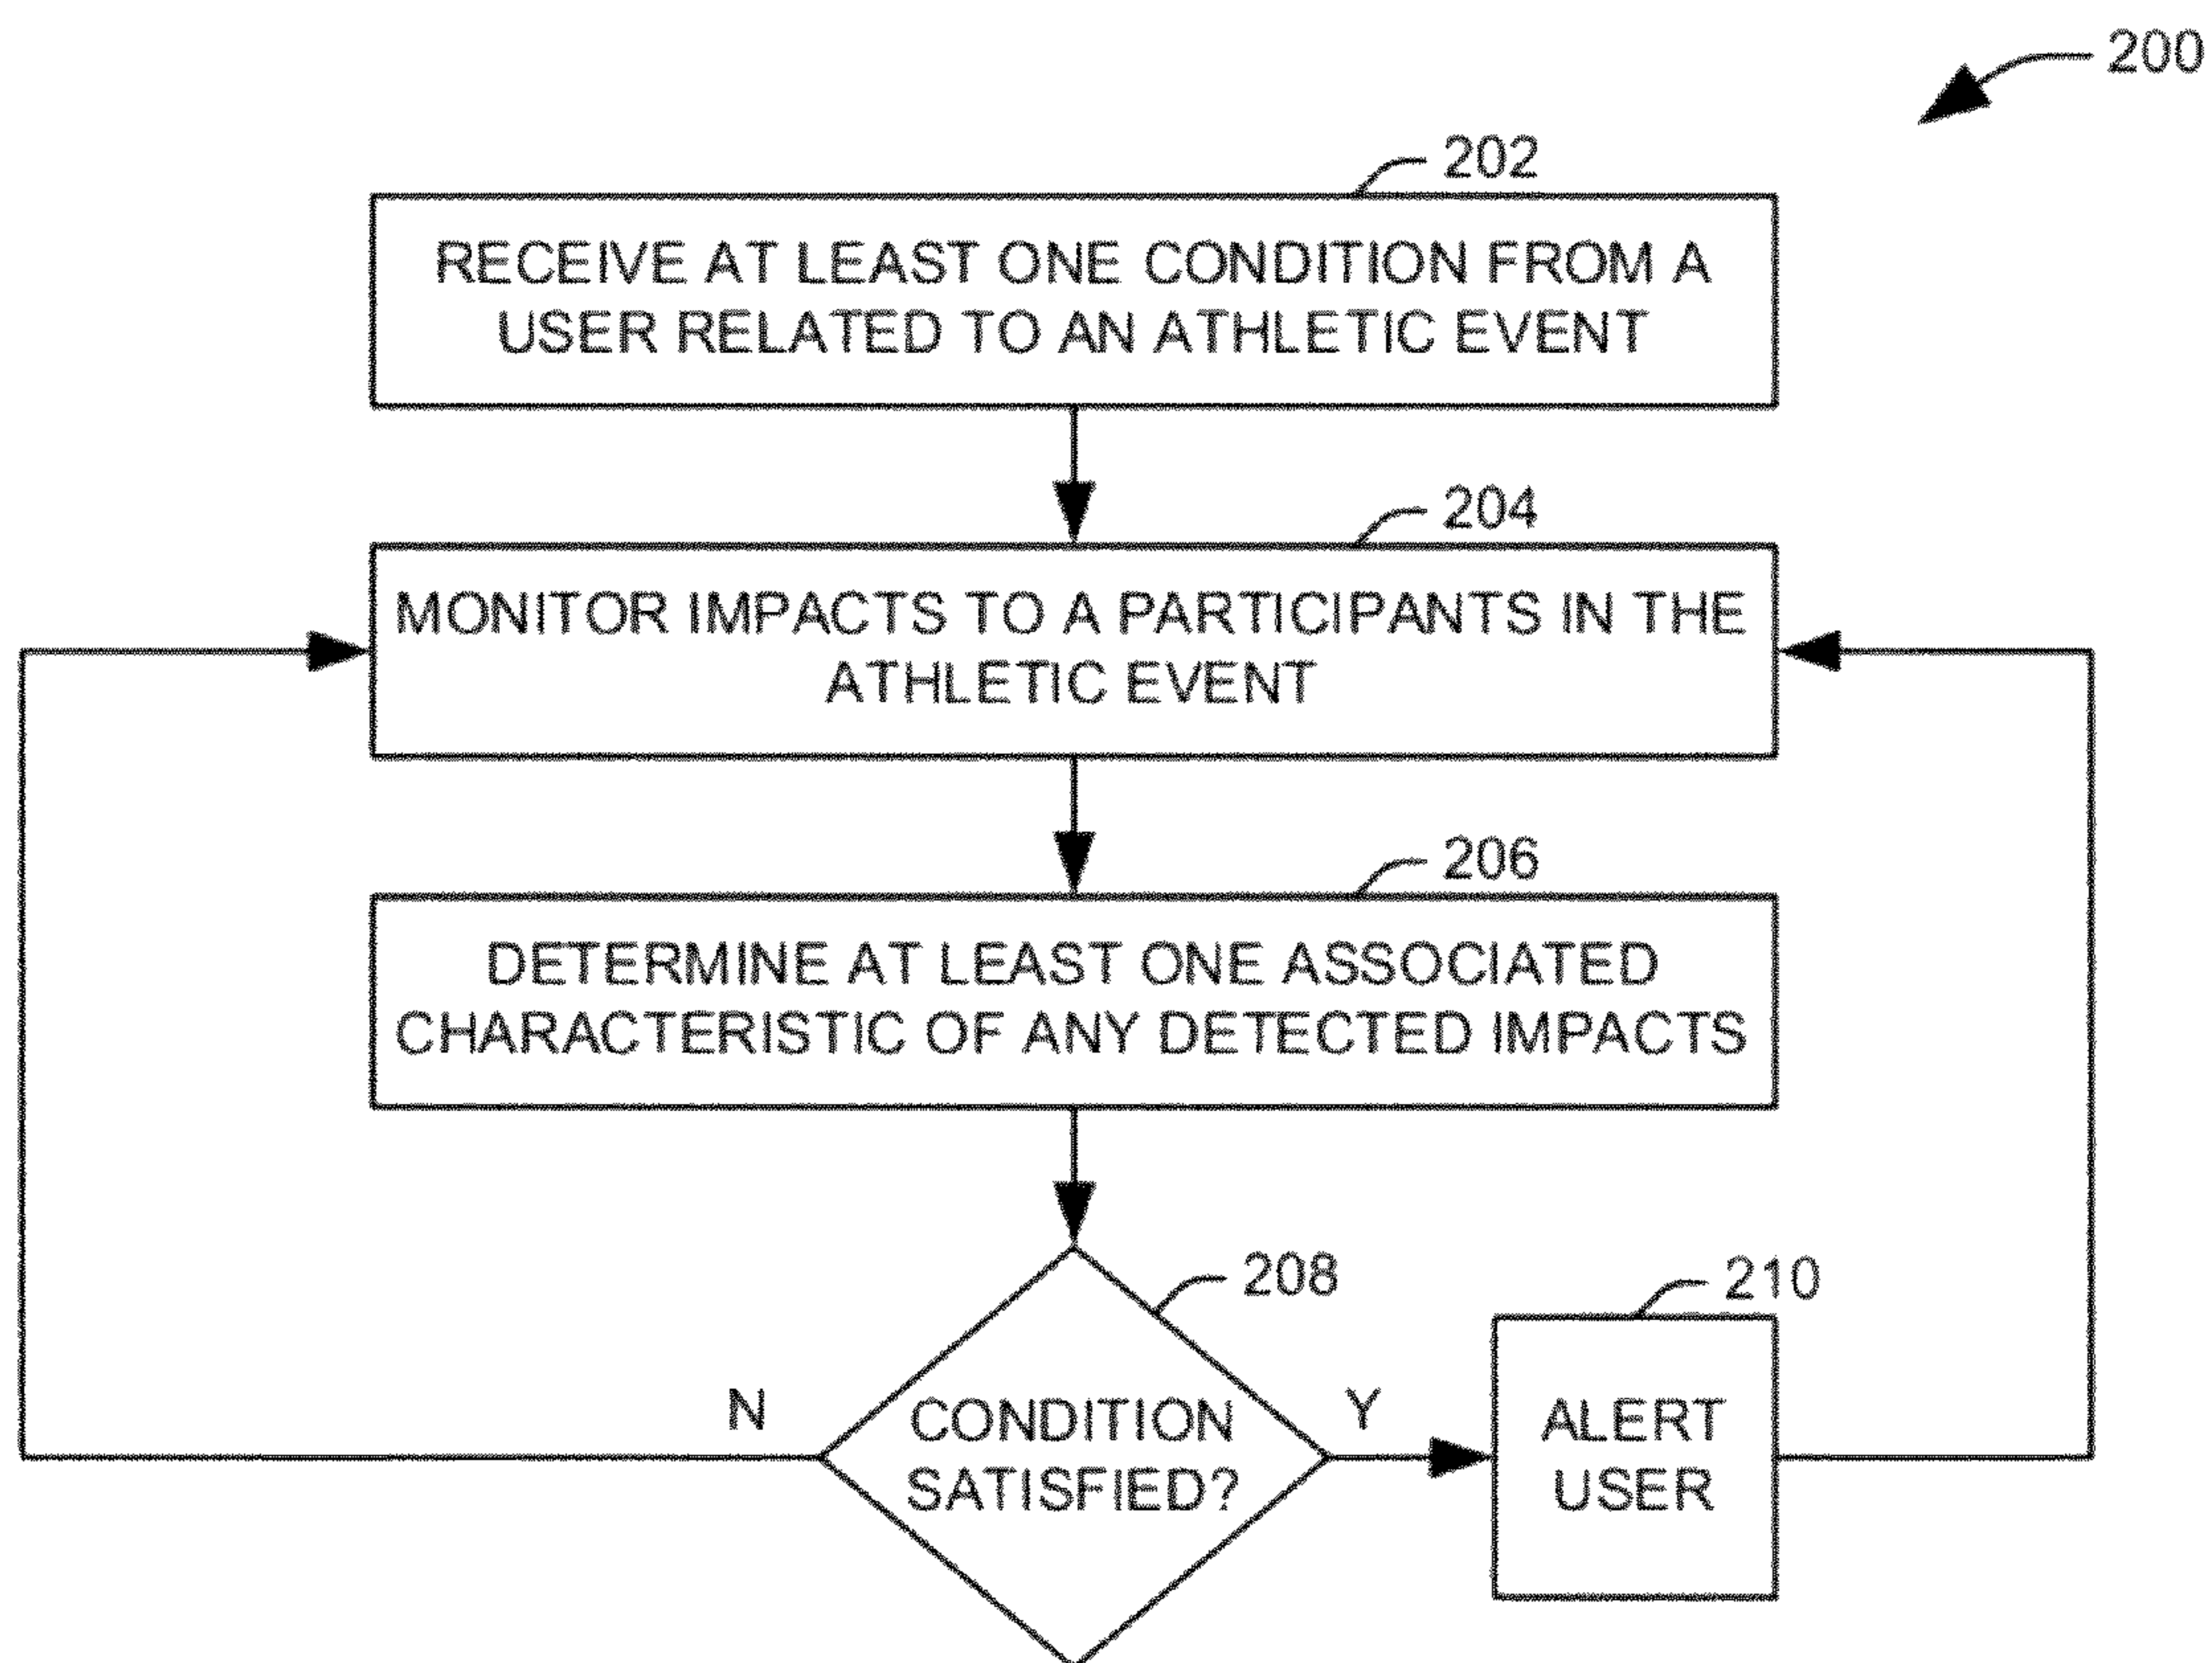 200
202
RECEIVE AT LEAST ONE CONDITION FROM A
USER RELATED TO AN ATHLETIC EVENT
204
MONITOR IMPACTS TO A PARTICIPANTS IN THE
ATHLETIC EVENT
206
DETERMINE AT LEAST ONE ASSOCIATED
CHARACTERISTIC OF ANY DETECTED IMPACTS
208
210
N
CONDITION
SATISFIED?
Y
ALERT
USER